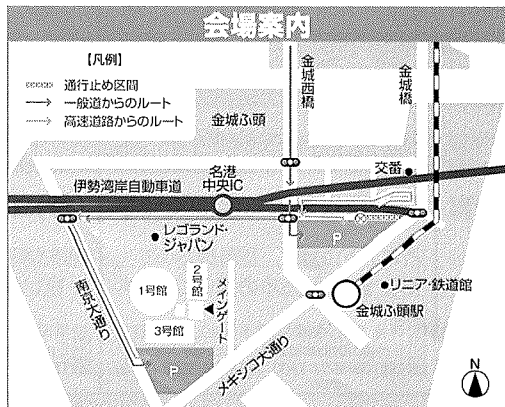 会場案内
【凡例】
通行止め区間
一般道からのルート
高速道路からのルート
金城西橋
金城橋
金城ふ頭
交番
名港
中央IC
伊勢湾岸自動車道
レゴランド・
ジャパン
P
リニア・鉄道館
金城ふ頭駅
南京大通り
1号館
2号館
3号館
メインゲート
メキシコ大通り
P
N